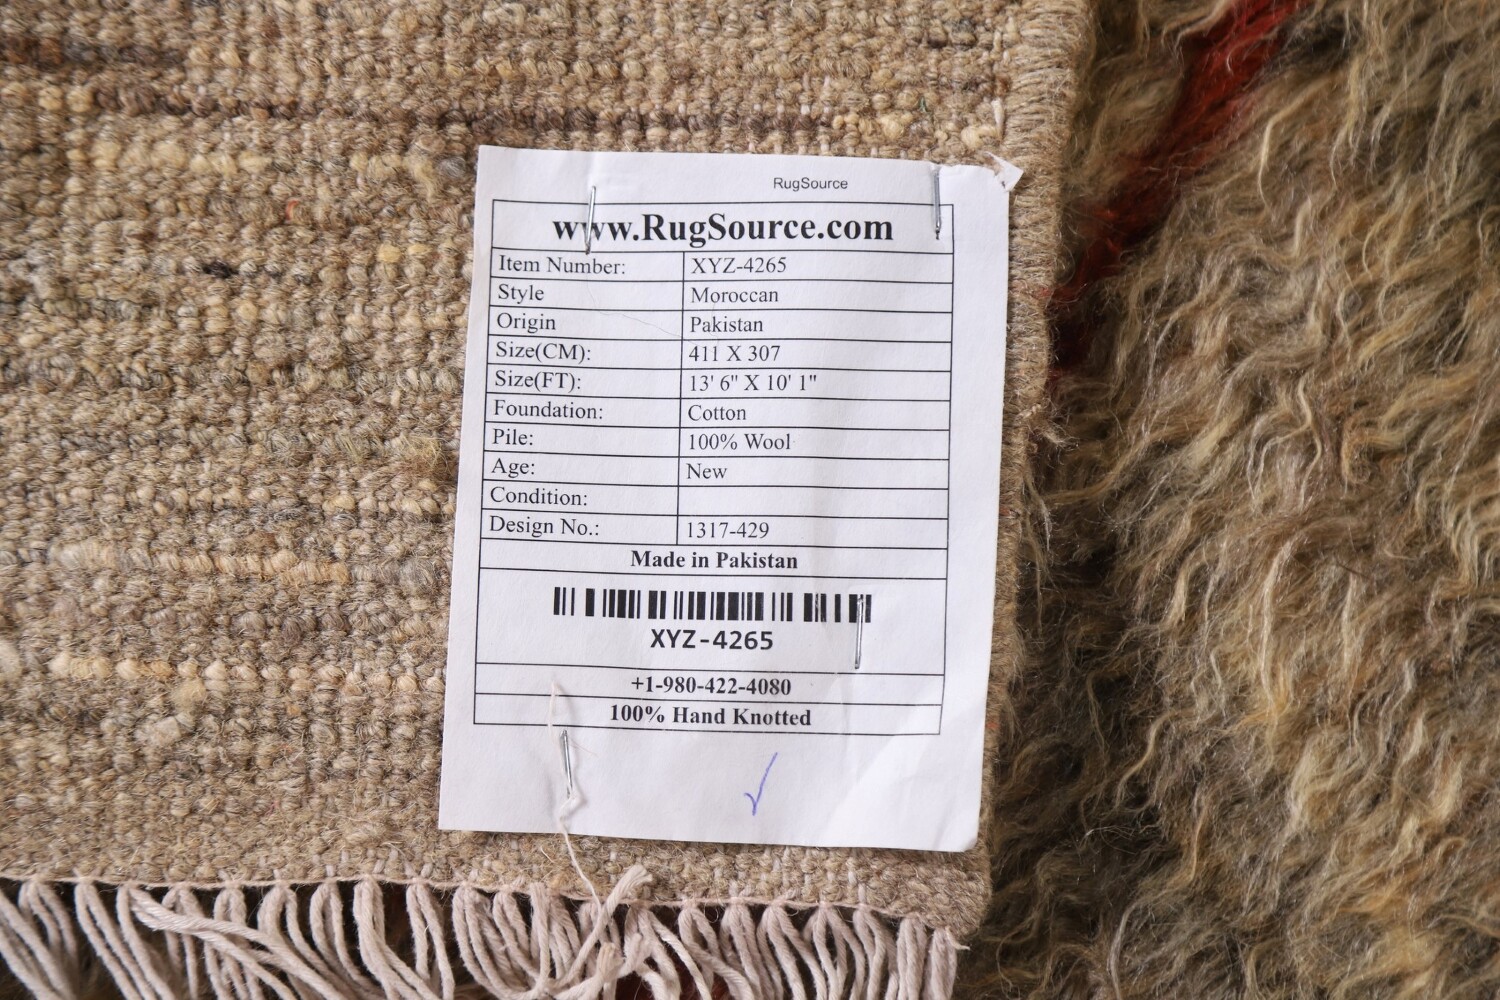 RugSource
www.RugSource.com
Item Number: XYZ-4265
Style Moroccan
Origin Pakistan
Size(CM): 411 X 307
Size(FT): 13' 6" X 10' 1"
Foundation: Cotton
Pile: 100% Wool
Age: New
Condition:
Design No.: 1317-429
Made in Pakistan
XYZ-4265
+1-980-422-4080
100% Hand Knotted